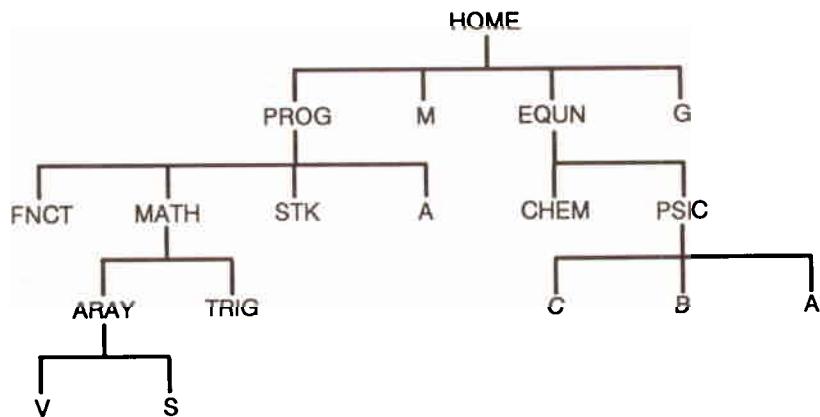 HOME
PROG M EQUN G
FNCT MATH STK A CHEM PSIC
ARAY TRIG C B A
V S